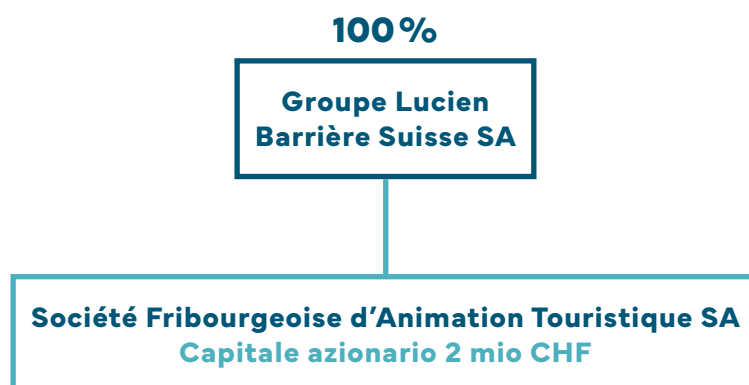 100%
Groupe Lucien
Barrière Suisse SA
Société Fribourgeoise d’Animation Touristique SA
Capitale azionario 2 mio CHF